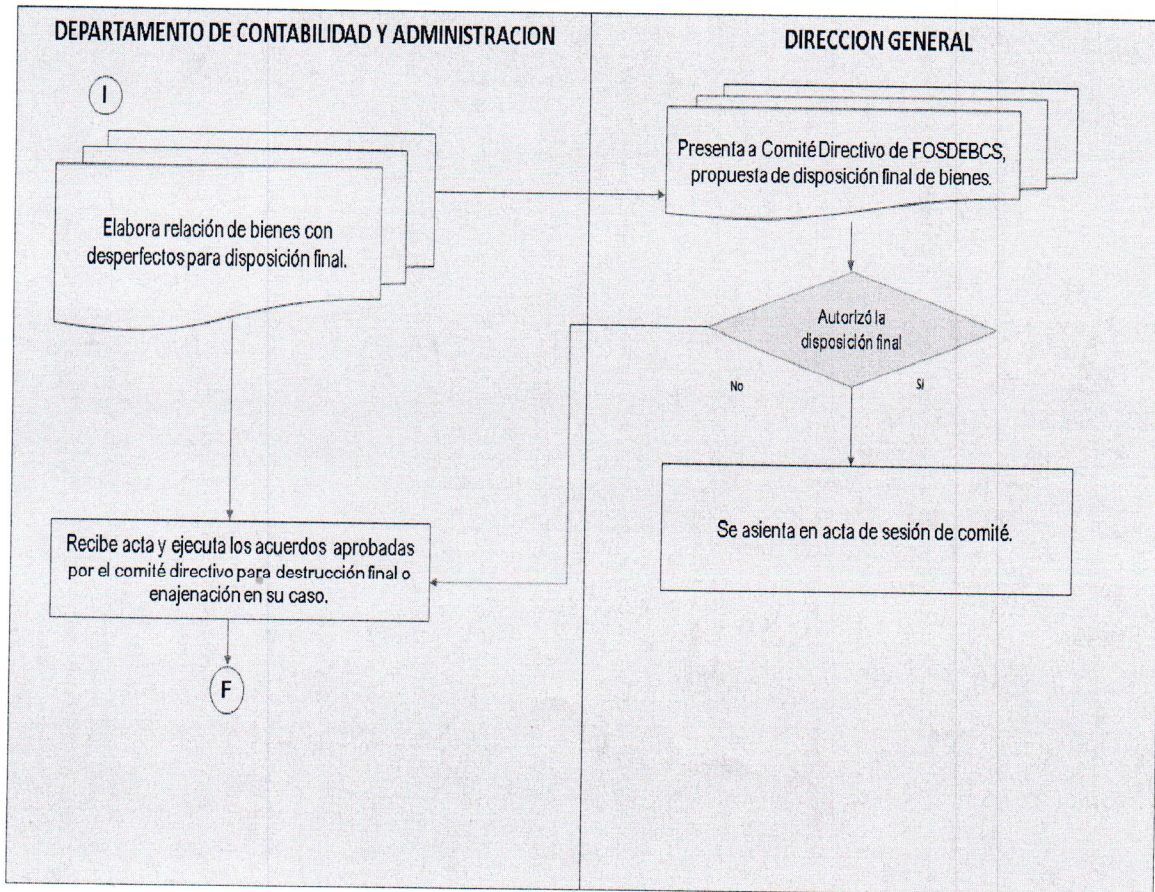 DEPARTAMENTO DE CONTABILIDAD Y ADMINISTRACION
I
Elabora relación de bienes con
desperfectos para disposición final.
Recibe acta y ejecuta los acuerdos aprobadas
por el comité directivo para destrucción final o
enajenación en su caso.
F
DIRECCION GENERAL
Presenta a Comité Directivo de FOSDEBCS,
propuesta de disposición final de bienes.
Autorizó la
disposición final
No
Si
Se asienta en acta de sesión de comité.